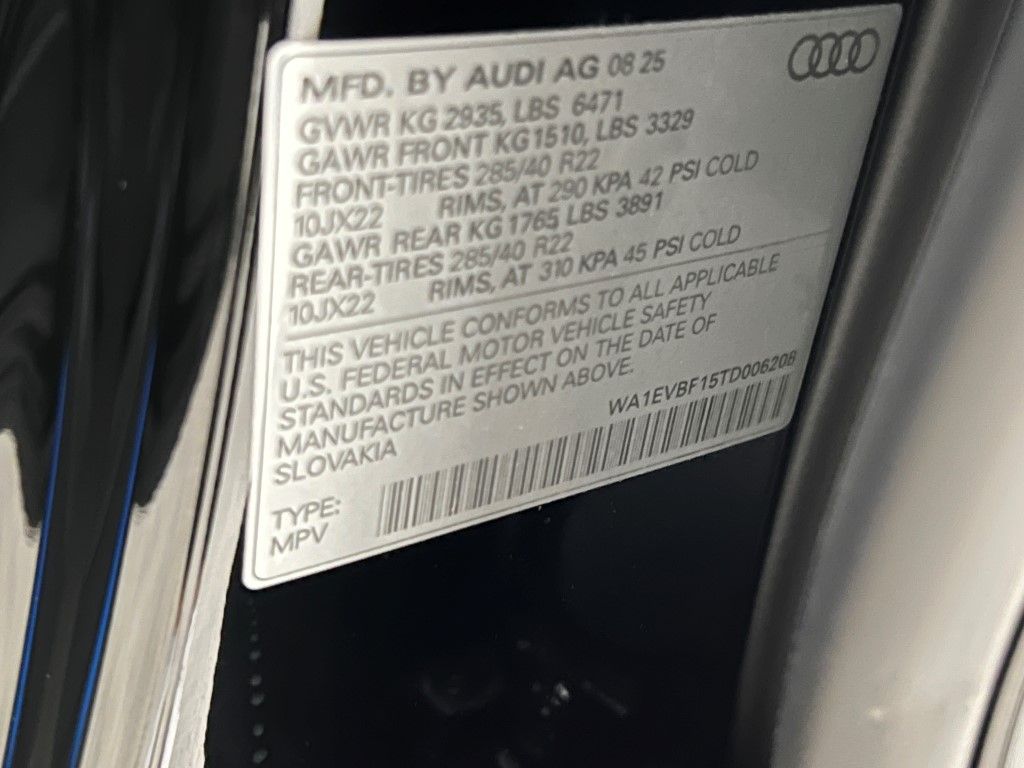 MFD. BY AUDI AG 08 25
GVWR KG 2935, LBS 6471
GAWR FRONT KG1510, LBS 3329
FRONT-TIRES 285/40 R22
10JX22 RIMS, AT 290 KPA 42 PSI COLD
GAWR REAR KG 1765 LBS 3891
REAR-TIRES 285/40 R22
10JX22 RIMS, AT 310 KPA 45 PSI COLD
THIS VEHICLE CONFORMS TO ALL APPLICABLE
U.S. FEDERAL MOTOR VEHICLE SAFETY
STANDARDS IN EFFECT ON THE DATE OF
MANUFACTURE SHOWN ABOVE.
SLOVAKIA
WA1EVBF15TD006208
TYPE:
MPV